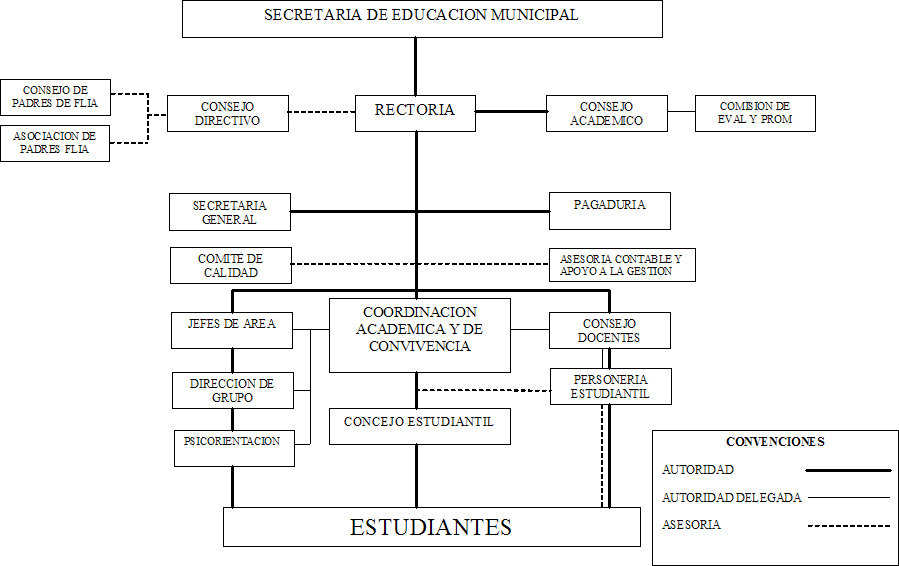 SECRETARIA DE EDUCACION MUNICIPAL
CONSEJO DE
PADRES DE FLIA
ASOCIACION DE
PADRES FLIA
CONSEJO
DIRECTIVO
RECTORIA
CONSEJO
ACADEMICO
COMISION DE
EVAL Y PROM
SECRETARIA
GENERAL
PAGADURIA
COMITE DE
CALIDAD
ASESORIA CONTABLE Y
APOYO A LA GESTION
JEFES DE AREA
COORDINACION
ACADEMICA Y DE
CONVIVENCIA
CONSEJO
DOCENTES
DIRECCION DE
GRUPO
PERSONERIA
ESTUDIANTIL
PSICORIENTACION
CONCEJO ESTUDIANTIL
ESTUDIANTES
CONVENCIONES
AUTORIDAD
AUTORIDAD DELEGADA
ASESORIA